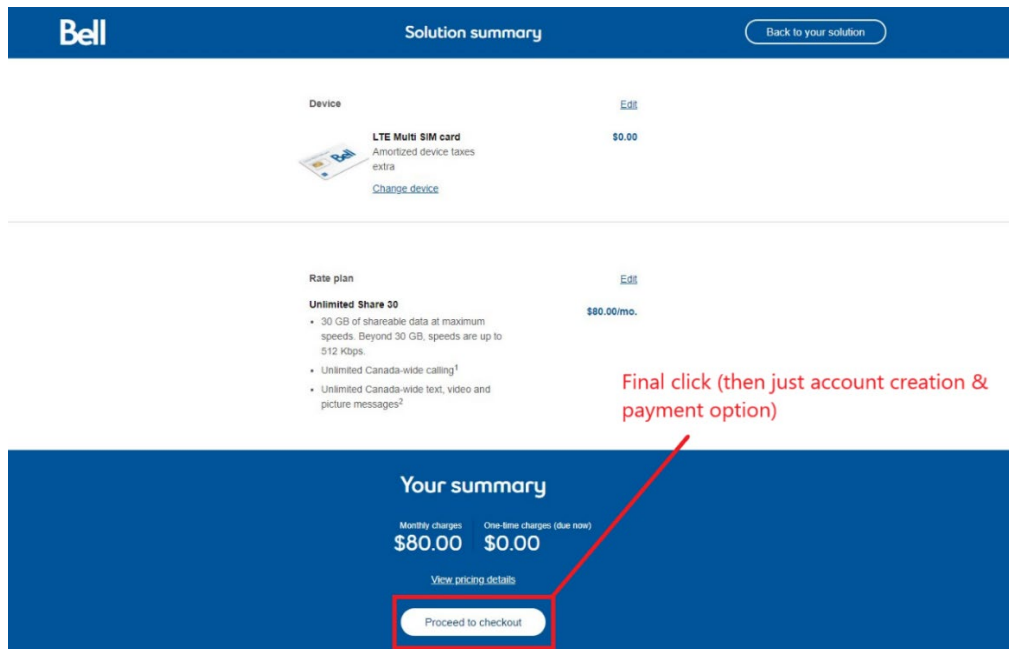 Bell
Solution summary
Back to your solution
Device
Edit
LTE Multi SIM card
$0.00
Amortized device taxes
extra
Bell
Change device
Rate plan
Edit
Unlimited Share 30
$80.00/mo.
• 30 GB of shareable data at maximum
speeds. Beyond 30 GB, speeds are up to
512 Kbps.
• Unlimited Canada-wide calling1
• Unlimited Canada-wide text, video and
picture messages2
Final click (then just account creation &
payment option)
Your summary
Monthly charges
One-time charges (due now)
$80.00
$0.00
View pricing details
Proceed to checkout